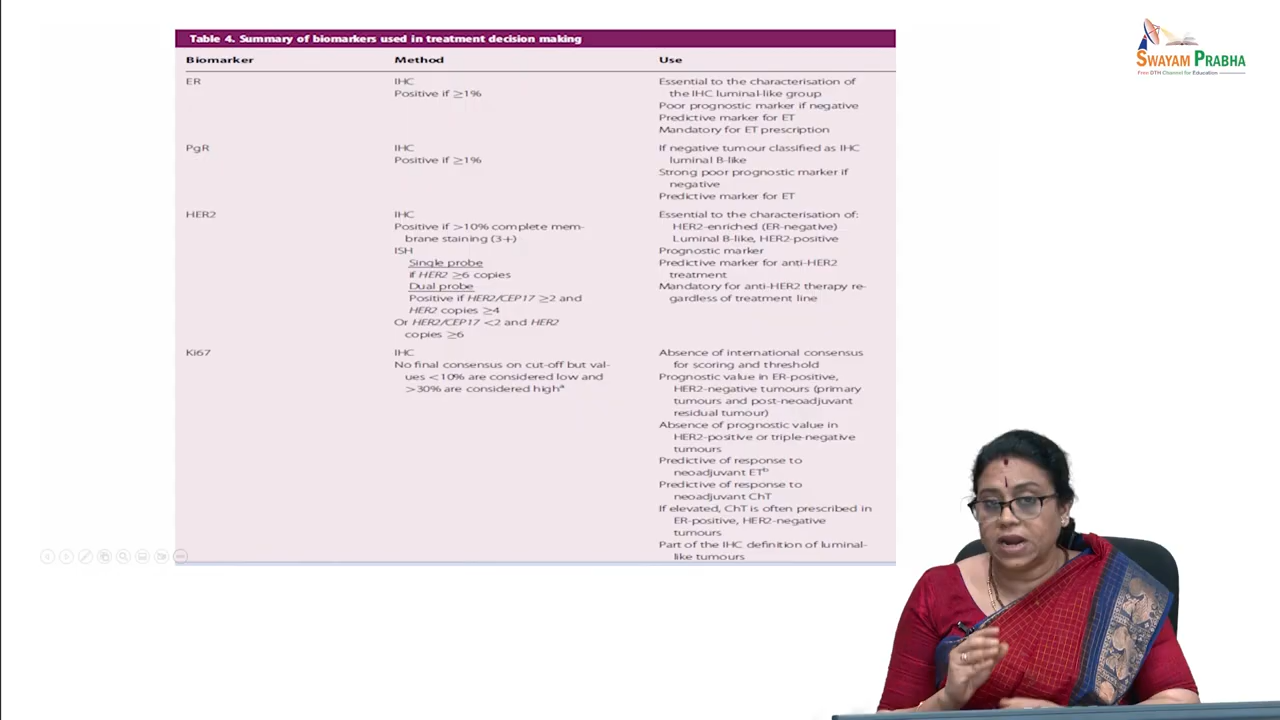 SWAYAM PRABHA
Free DTH Channel for Education
Table 4. Summary of biomarkers used in treatment decision making
Biomarker Method Use
ER IHC Essential to the characterisation of
Positive if ≥1% the IHC luminal-like group
Poor prognostic marker if negative
Predictive marker for ET
Mandatory for ET prescription
PgR IHC If negative tumour classified as IHC
Positive if ≥1% luminal B-like
Strong poor prognostic marker if
negative
Predictive marker for ET
HER2 IHC Essential to the characterisation of:
Positive if >10% complete mem- HER2-enriched (ER-negative)
brane staining (3+) Luminal B-like, HER2-positive
ISH Prognostic marker
Single probe Predictive marker for anti-HER2
if HER2 ≥6 copies treatment
Dual probe Mandatory for anti-HER2 therapy re-
Positive if HER2/CEP17 ≥2 and gardless of treatment line
HER2 copies ≥4
Or HER2/CEP17 <2 and HER2
copies ≥6
Ki67 IHC Absence of international consensus
No final consensus on cut-off but val- for scoring and threshold
ues <10% are considered low and Prognostic value in ER-positive,
>30% are considered highᵃ HER2-negative tumours (primary
tumours and post-neoadjuvant
residual tumour)
Absence of prognostic value in
HER2-positive or triple-negative
tumours
Predictive of response to
neoadjuvant ETᵇ
Predictive of response to
neoadjuvant ChT
If elevated, ChT is often prescribed in
ER-positive, HER2-negative
tumours
Part of the IHC definition of luminal-
like tumours